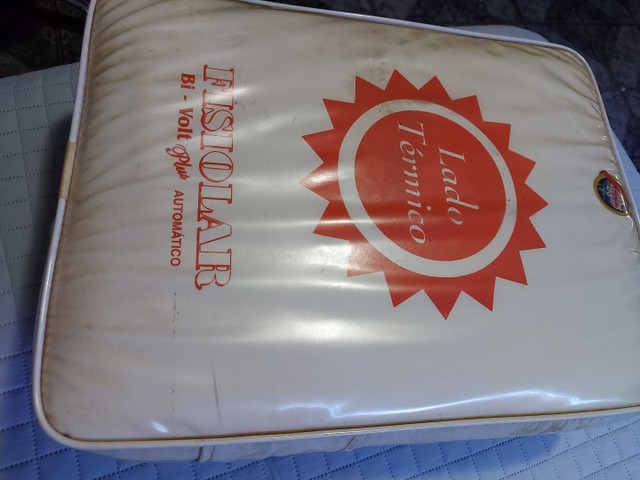 Lado
Térmico
FISIOLAR
Bi - Volt Plus AUTOMÁTICO